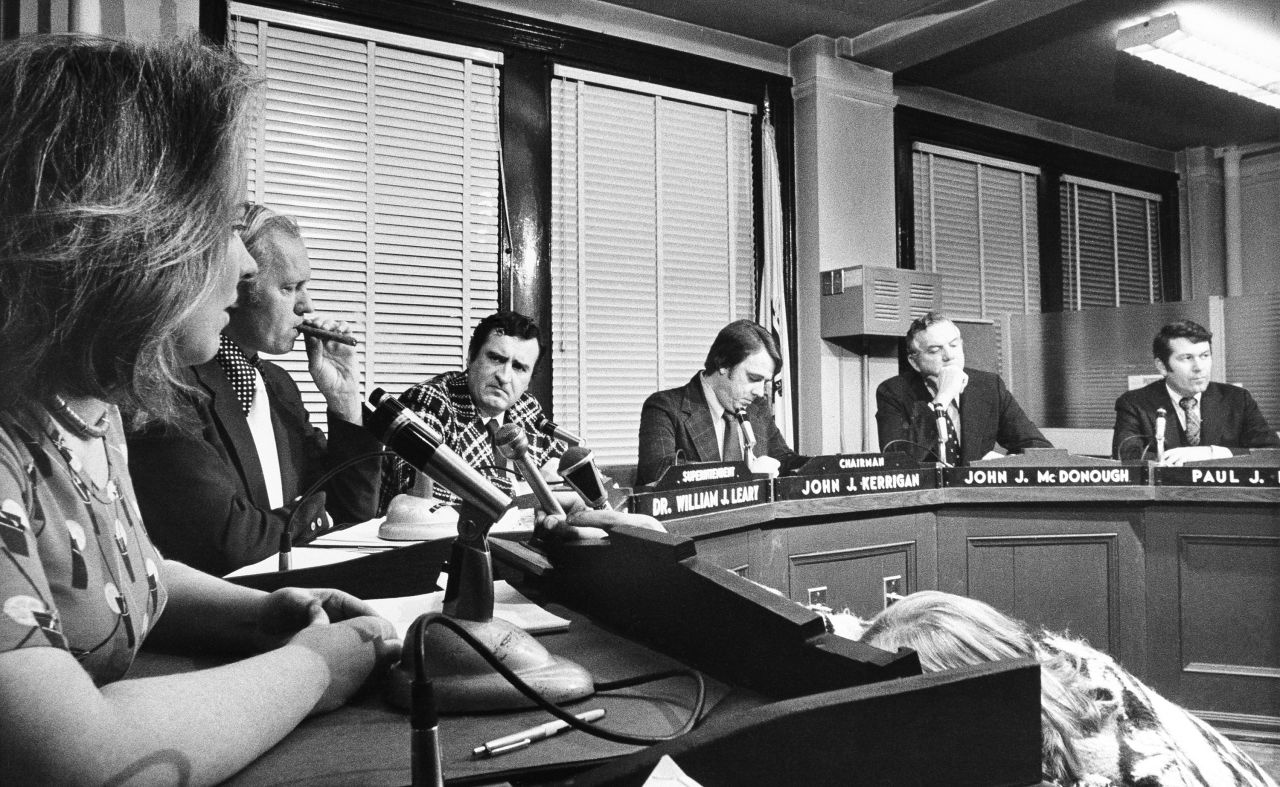 SUPERINTENDENT
DR. WILLIAM J. LEARY
CHAIRMAN
JOHN J. KERRIGAN
JOHN J. McDONOUGH
PAUL J.